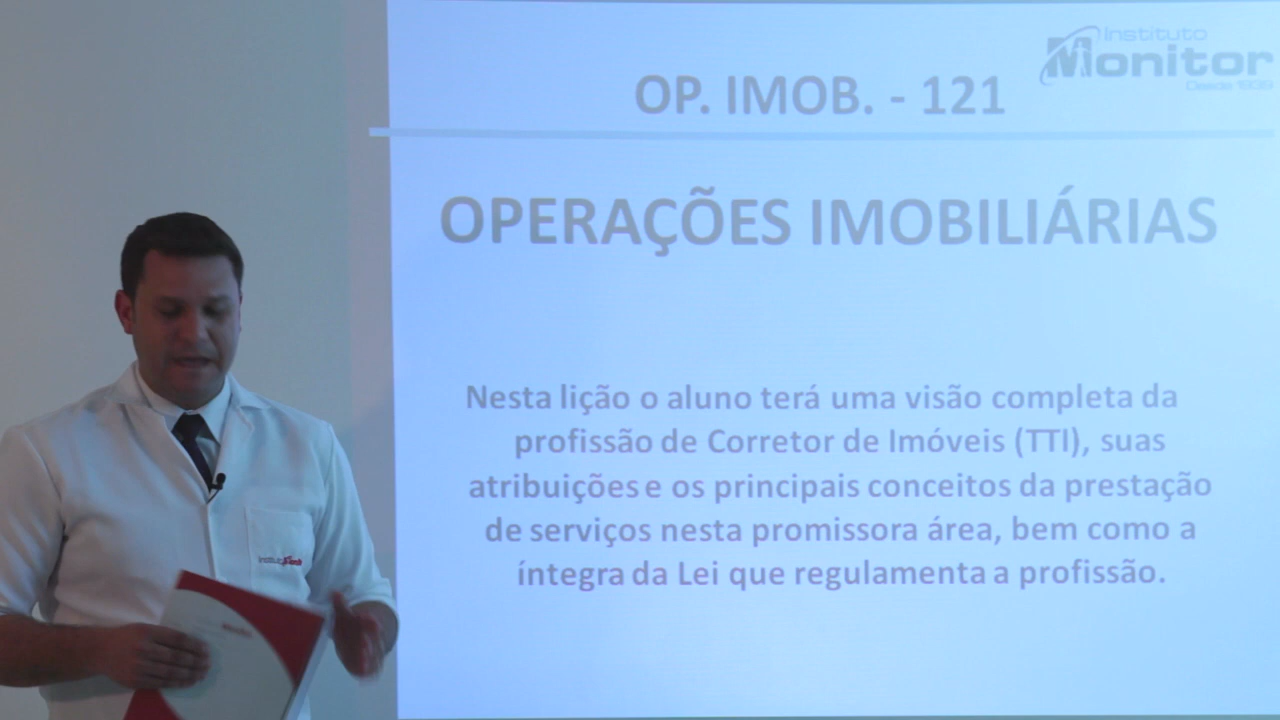 Instituto
Monitor
Desde 1939
OP. IMOB. - 121
OPERAÇÕES IMOBILIÁRIAS
Nesta lição o aluno terá uma visão completa da
profissão de Corretor de Imóveis (TTI), suas
atribuições e os principais conceitos da prestação
de serviços nesta promissora área, bem como a
íntegra da Lei que regulamenta a profissão.
Instituto